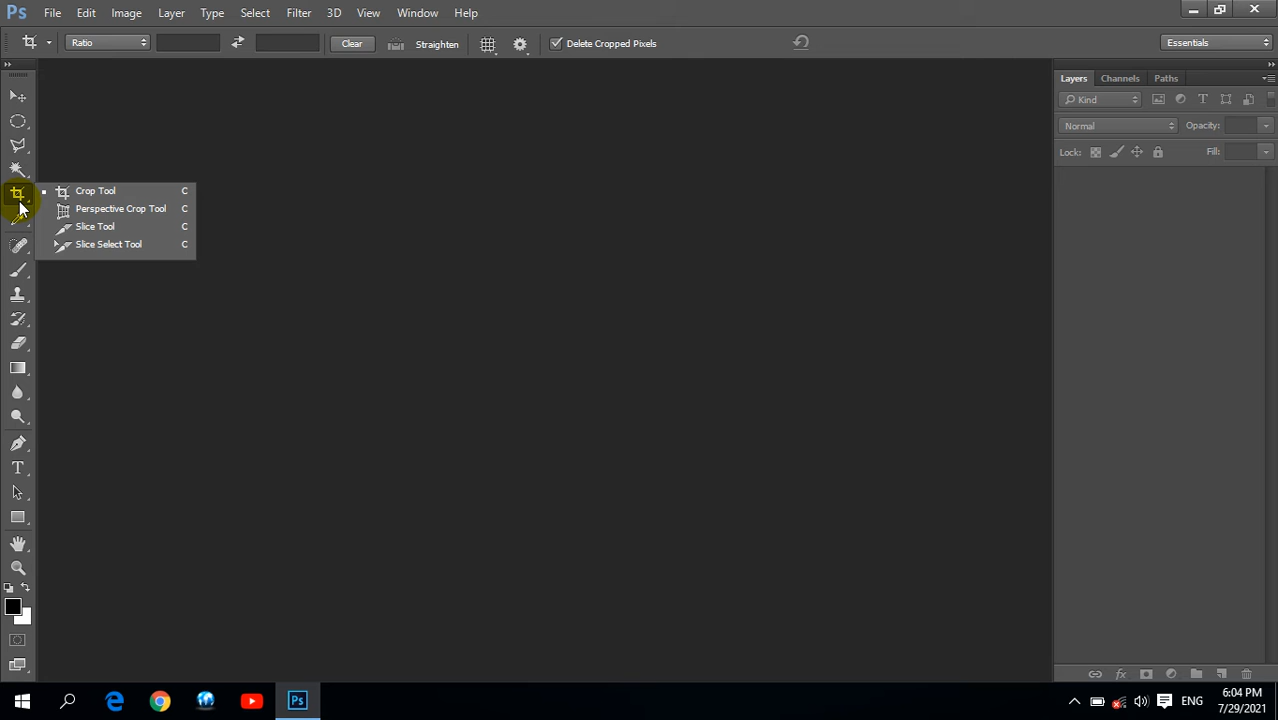 Ps File Edit Image Layer Type Select Filter 3D View Window Help
Ratio Clear Straighten Delete Cropped Pixels Essentials
Layers Channels Paths
Kind T
Normal Opacity:
Lock: Fill:
Crop Tool C
Perspective Crop Tool C
Slice Tool C
Slice Select Tool C
T
Ps ENG 6:04 PM
7/29/2021